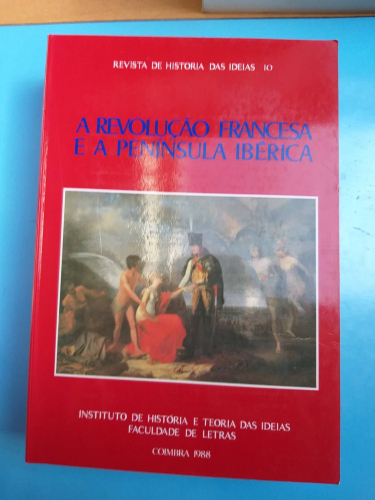 REVISTA DE HISTORIA DAS IDEIAS 10
A REVOLUÇÃO FRANCESA
E A PENÍNSULA IBÉRICA
INSTITUTO DE HISTÓRIA E TEORIA DAS IDEIAS
FACULDADE DE LETRAS
COIMBRA 1988